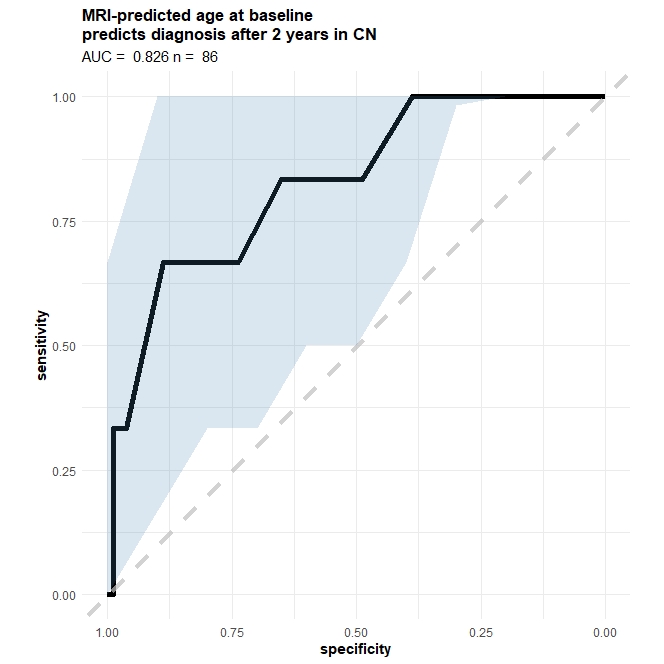 MRI-predicted age at baseline
predicts diagnosis after 2 years in CN
AUC =  0.826 n =  86
1.00
0.75
0.50
0.25
0.00
sensitivity
1.00
0.75
0.50
0.25
0.00
specificity